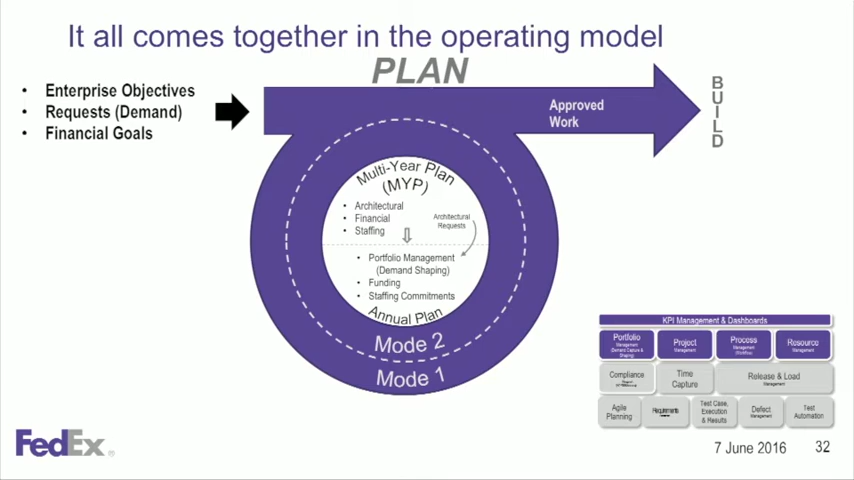 It all comes together in the operating model
PLAN
• Enterprise Objectives
• Requests (Demand)
• Financial Goals
Approved
Work
BUILD
Multi-Year Plan
(MYP)
• Architectural
• Financial
• Staffing
Architectural
Requests
• Portfolio Management
(Demand Shaping)
• Funding
• Staffing Commitments
Annual Plan
Mode 2
Mode 1
KPI Management & Dashboards
Portfolio
Management
(Demand Capture &
Shaping)
Project
Management
Process
Management
(Workflow)
Resource
Management
Compliance
Time
Capture
Release & Load
Management
Agile
Planning
Requirements
Test Case,
Execution
& Results
Defect
Management
Test
Automation
FedEx®
7 June 2016
32